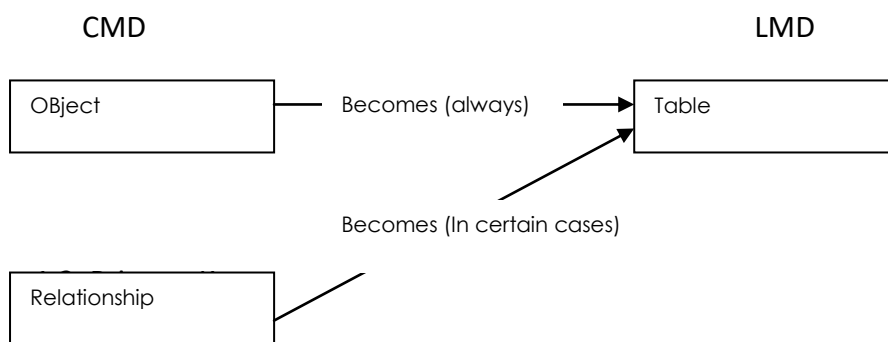 CMD
LMD
OBject
Becomes (always)
Table
Becomes (In certain cases)
Relationship